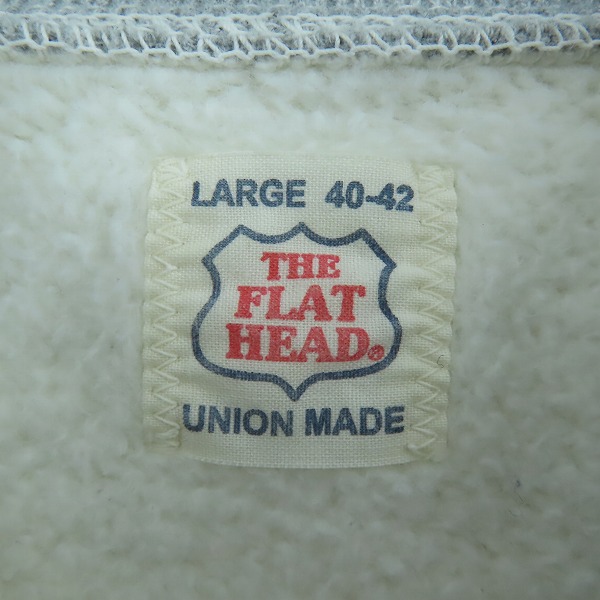 LARGE 40-42
THE
FLAT
HEAD®
UNION MADE